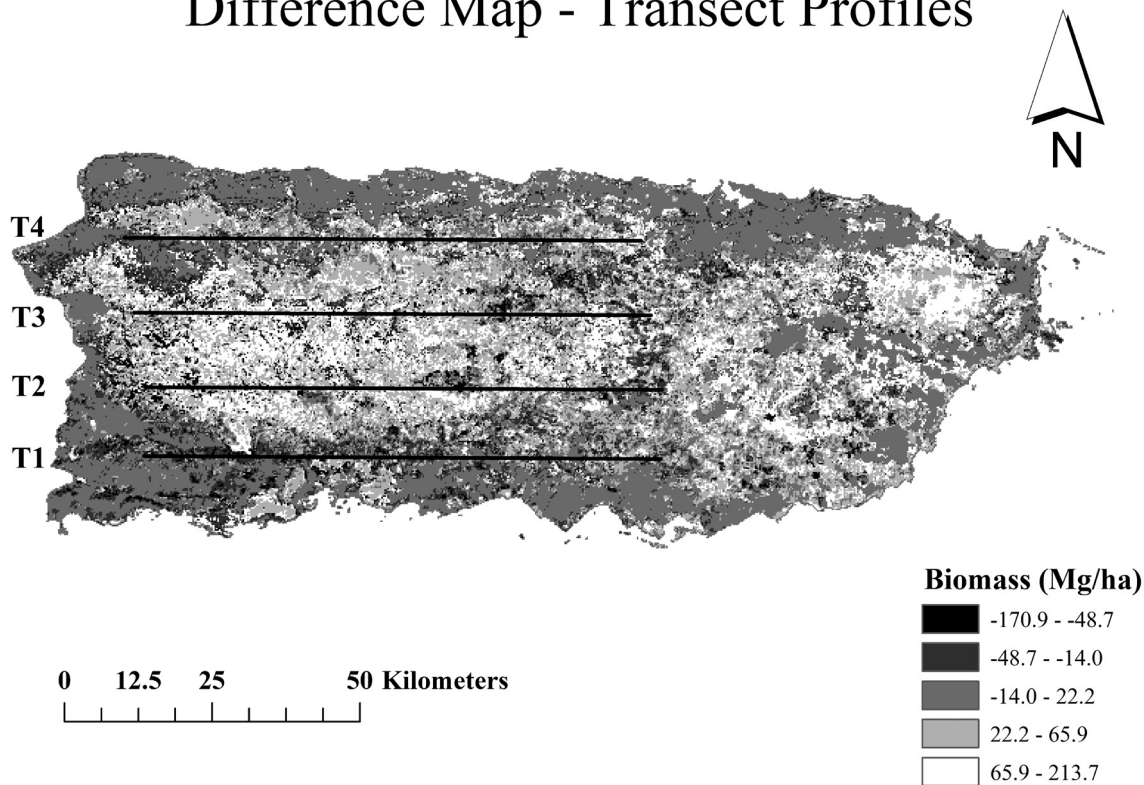 Difference Map - Transect Profiles
N
T4
T3
T2
T1
Biomass (Mg/ha)
-170.9 - -48.7
-48.7 - -14.0
-14.0 - 22.2
22.2 - 65.9
65.9 - 213.7
0 12.5 25 50 Kilometers